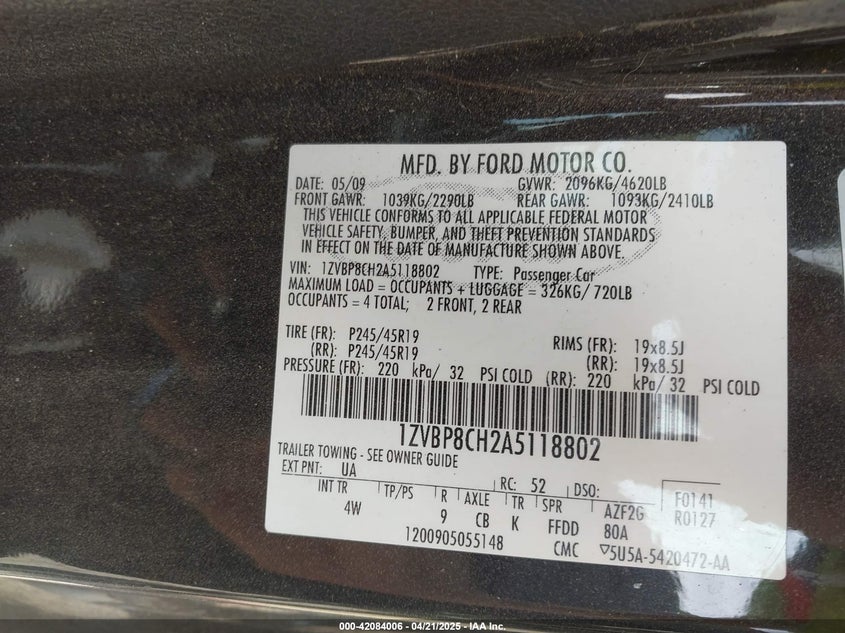 MFD. BY FORD MOTOR CO.
DATE: 05/09 GVWR: 2096KG/4620LB
FRONT GAWR: 1039KG/2290LB REAR GAWR: 1093KG/2410LB
THIS VEHICLE CONFORMS TO ALL APPLICABLE FEDERAL MOTOR
VEHICLE SAFETY, BUMPER, AND THEFT PREVENTION STANDARDS
IN EFFECT ON THE DATE OF MANUFACTURE SHOWN ABOVE.
VIN: 1ZVBP8CH2A5118802 TYPE: Passenger Car
MAXIMUM LOAD = OCCUPANTS + LUGGAGE = 326KG/720LB
OCCUPANTS = 4 TOTAL; 2 FRONT, 2 REAR
TIRE (FR): P245/45R19 RIMS (FR): 19x8.5J
(RR): P245/45R19 (RR): 19x8.5J
PRESSURE (FR): 220 kPa/ 32 PSI COLD (RR): 220 kPa/ 32 PSI COLD
1ZVBP8CH2A5118802
TRAILER TOWING - SEE OWNER GUIDE
EXT PNT: UA RC: 52 DSO: F0141
INT TR TP/PS R AXLE TR SPR AZF2G R0127
4W 9 CB K FFDD 80A
1200905055148 CMC ▽5U5A-5420472-AA
000-42084006 - 04/21/2025 - IAA Inc.